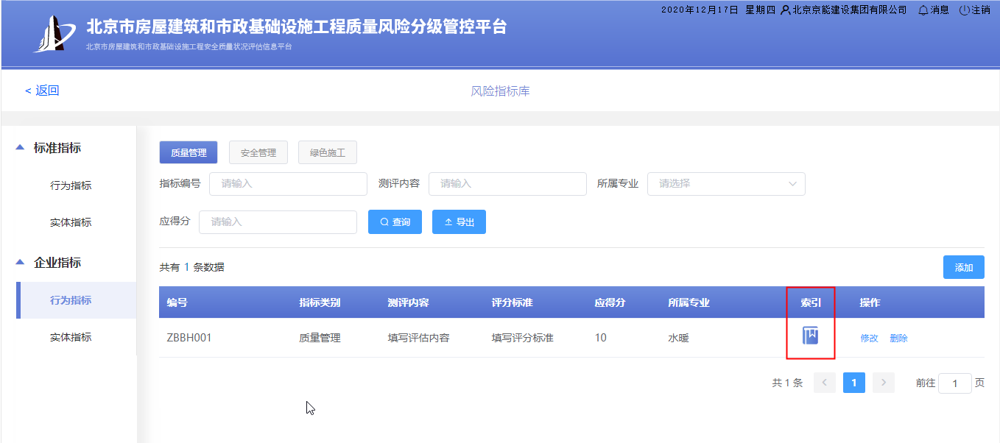 2020年12月17日 星期四 北京京能建设集团有限公司 消息 注销
北京市房屋建筑和市政基础设施工程质量风险分级管控平台
北京市房屋建筑和市政基础设施工程安全质量状况评估信息平台
< 返回 风险指标库
标准指标
行为指标
实体指标
企业指标
行为指标
实体指标
质量管理 安全管理 绿色施工
指标编号 请输入 测评内容 请输入 所属专业 请选择
应得分 请输入 查询 导出
共有 1 条数据 添加
编号 指标类别 测评内容 评分标准 应得分 所属专业 索引 操作
ZBBH001 质量管理 填写评估内容 填写评分标准 10 水暖 修改 删除
共 1 条 < 1 > 前往 1 页